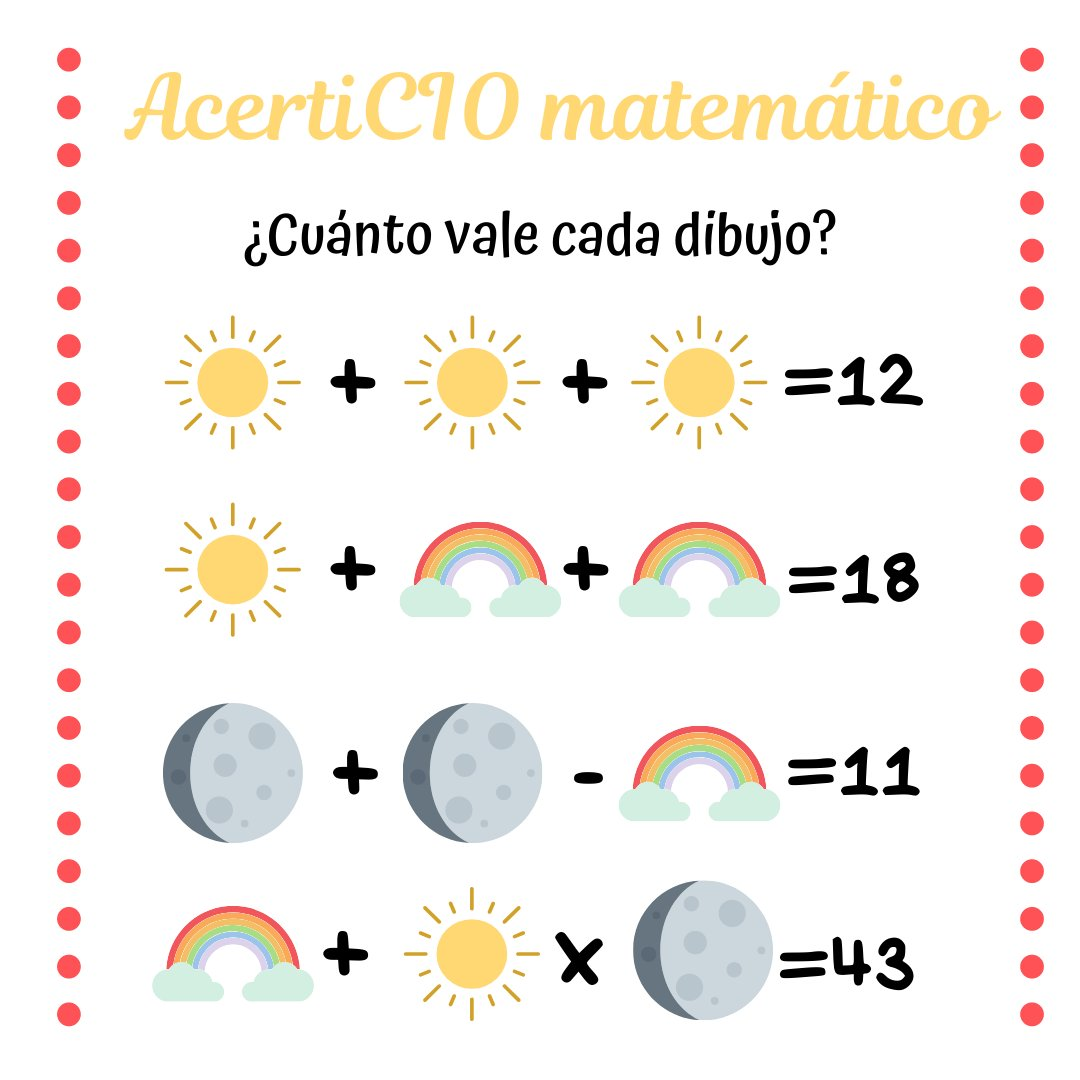 AcertiCIO matemático
¿Cuánto vale cada dibujo?
+ + =12
+ + =18
+ - =11
+ x =43